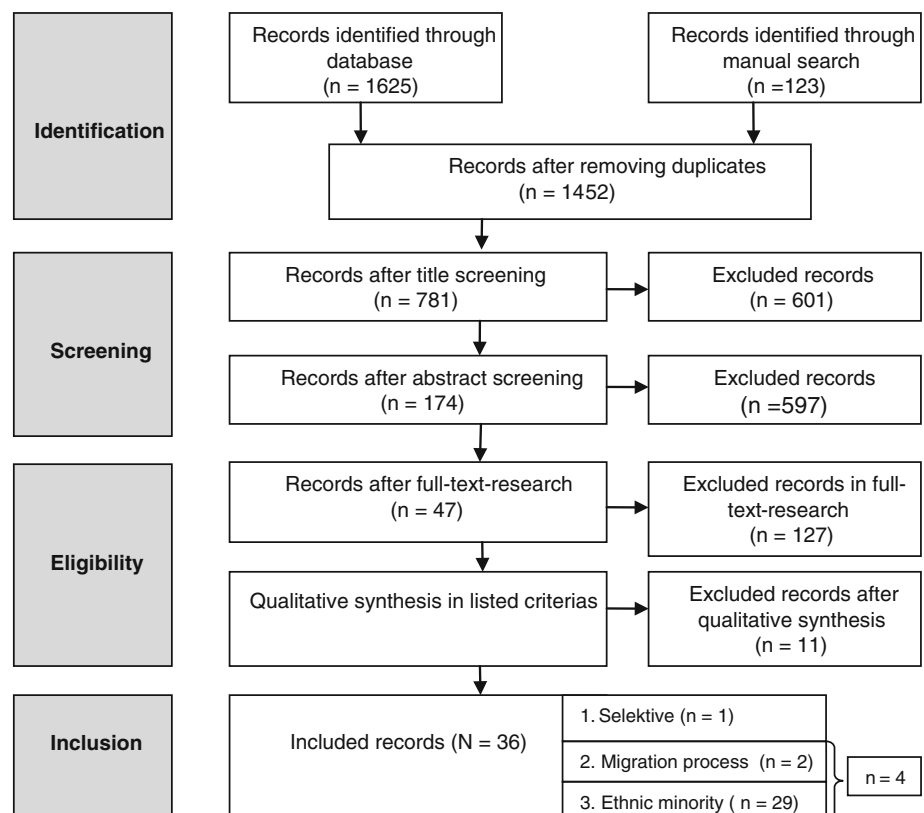 Identification
Records identified through
database
(n = 1625)
Records identified through
manual search
(n =123)
Records after removing duplicates
(n = 1452)
Screening
Records after title screening
(n = 781)
Excluded records
(n = 601)
Records after abstract screening
(n = 174)
Excluded records
(n =597)
Eligibility
Records after full-text-research
(n = 47)
Excluded records in full-
text-research
(n = 127)
Qualitative synthesis in listed criterias
Excluded records after
qualitative synthesis
(n = 11)
Inclusion
Included records (N = 36)
1. Selektive (n = 1)
2. Migration process (n = 2)
3. Ethnic minority ( n = 29)
n = 4